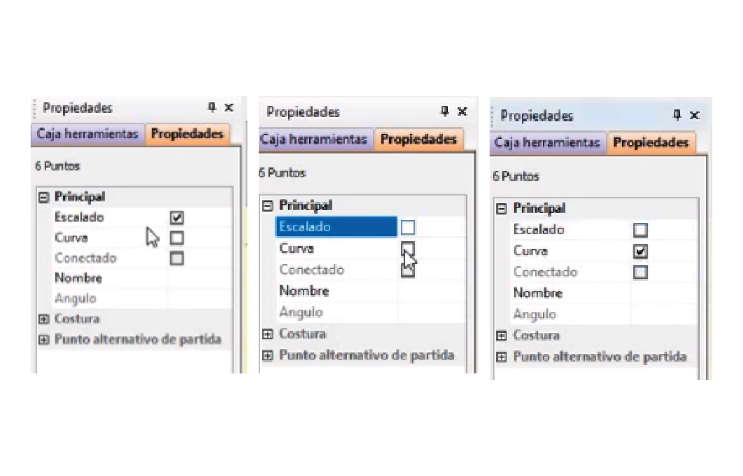 Propiedades
Caja herramientas Propiedades
6 Puntos
Principal
Escalado
Curva
Conectado
Nombre
Angulo
Costura
Punto alternativo de partida
Propiedades
Caja herramientas Propiedades
6 Puntos
Principal
Escalado
Curva
Conectado
Nombre
Angulo
Costura
Punto alternativo de partida
Propiedades
Caja herramientas Propiedades
6 Puntos
Principal
Escalado
Curva
Conectado
Nombre
Angulo
Costura
Punto alternativo de partida